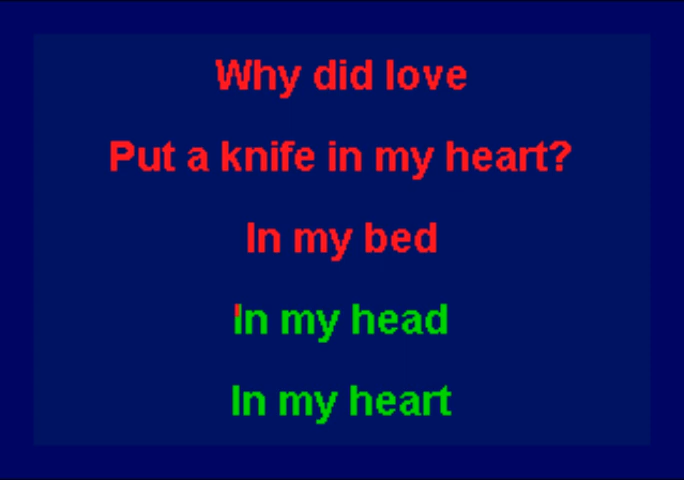 Why did love
Put a knife in my heart?
In my bed
In my head
In my heart